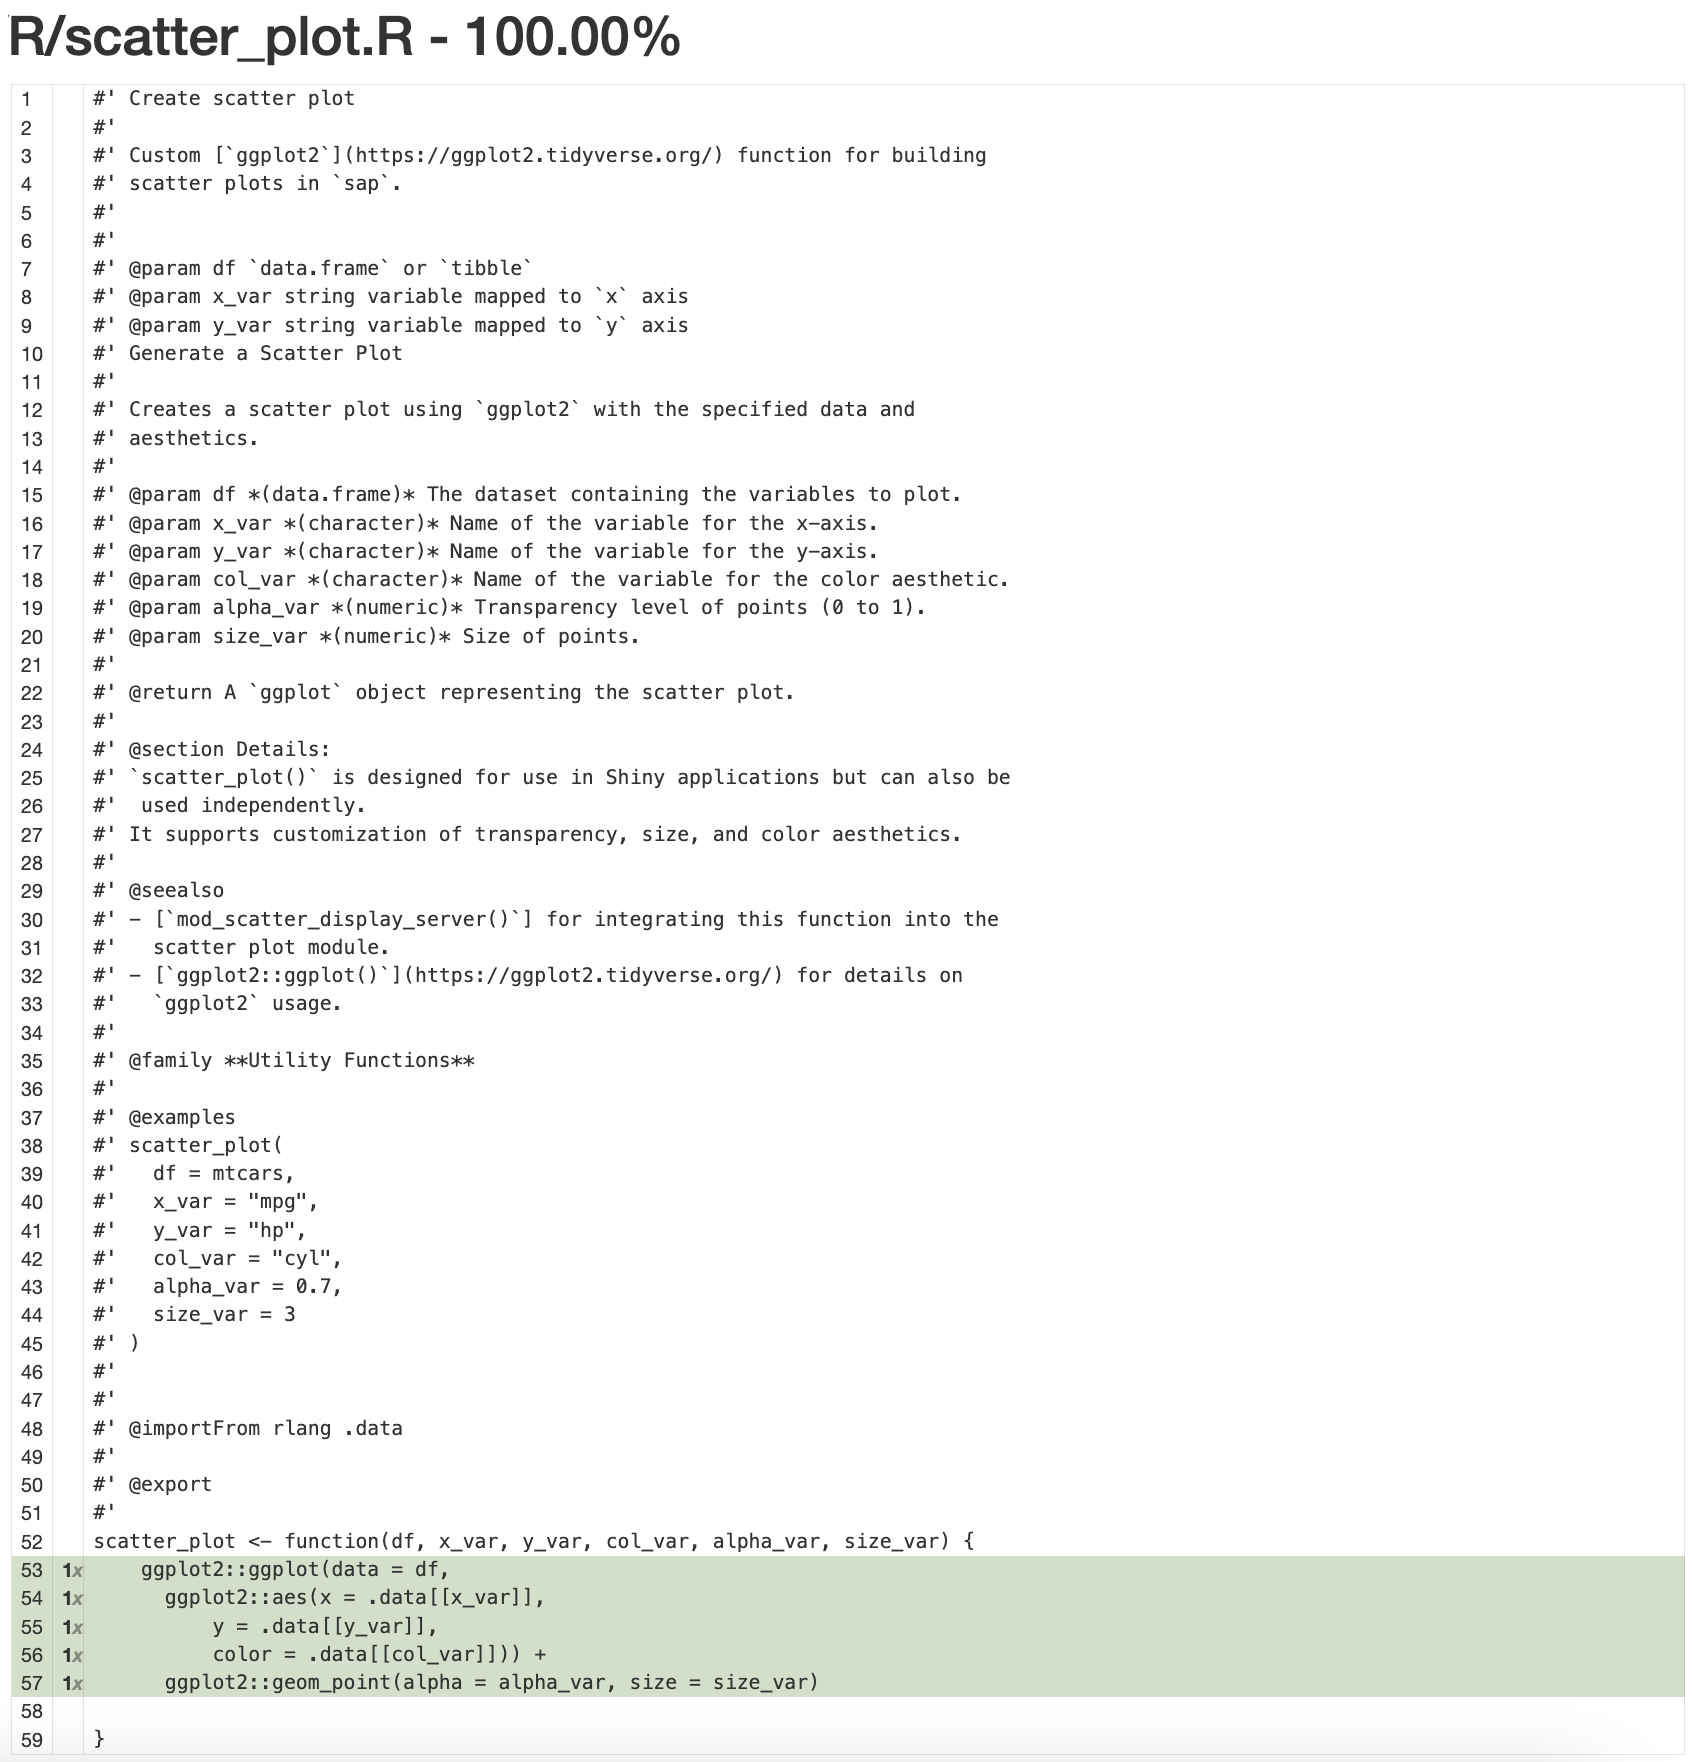 R/scatter_plot.R - 100.00%
1 #' Create scatter plot
2 #'
3 #' Custom [`ggplot2`](https://ggplot2.tidyverse.org/) function for building
4 #' scatter plots in `sap`.
5 #'
6 #'
7 #' @param df `data.frame` or `tibble`
8 #' @param x_var string variable mapped to `x` axis
9 #' @param y_var string variable mapped to `y` axis
10 #' Generate a Scatter Plot
11 #'
12 #' Creates a scatter plot using `ggplot2` with the specified data and
13 #' aesthetics.
14 #'
15 #' @param df *(data.frame)* The dataset containing the variables to plot.
16 #' @param x_var *(character)* Name of the variable for the x-axis.
17 #' @param y_var *(character)* Name of the variable for the y-axis.
18 #' @param col_var *(character)* Name of the variable for the color aesthetic.
19 #' @param alpha_var *(numeric)* Transparency level of points (0 to 1).
20 #' @param size_var *(numeric)* Size of points.
21 #'
22 #' @return A `ggplot` object representing the scatter plot.
23 #'
24 #' @section Details:
25 #' `scatter_plot()` is designed for use in Shiny applications but can also be
26 #'  used independently.
27 #' It supports customization of transparency, size, and color aesthetics.
28 #'
29 #' @seealso
30 #' - [`mod_scatter_display_server()`] for integrating this function into the
31 #'   scatter plot module.
32 #' - [`ggplot2::ggplot()`](https://ggplot2.tidyverse.org/) for details on
33 #'   `ggplot2` usage.
34 #'
35 #' @family **Utility Functions**
36 #'
37 #' @examples
38 #' scatter_plot(
39 #'   df = mtcars,
40 #'   x_var = "mpg",
41 #'   y_var = "hp",
42 #'   col_var = "cyl",
43 #'   alpha_var = 0.7,
44 #'   size_var = 3
45 #' )
46 #'
47 #'
48 #' @importFrom rlang .data
49 #'
50 #' @export
51 #'
52 scatter_plot <- function(df, x_var, y_var, col_var, alpha_var, size_var) {
53 1x     ggplot2::ggplot(data = df,
54 1x       ggplot2::aes(x = .data[[x_var]],
55 1x           y = .data[[y_var]],
56 1x           color = .data[[col_var]])) +
57 1x       ggplot2::geom_point(alpha = alpha_var, size = size_var)
58
59 }